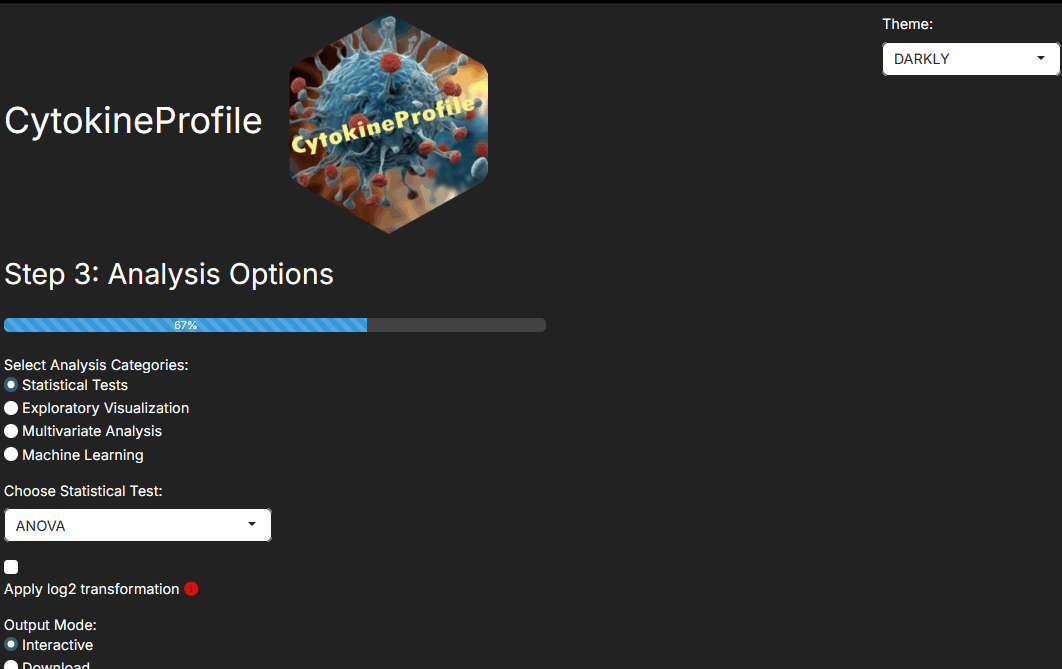 Theme:
DARKLY
CytokineProfile
CytokineProfile
Step 3: Analysis Options
67%
Select Analysis Categories:
Statistical Tests
Exploratory Visualization
Multivariate Analysis
Machine Learning
Choose Statistical Test:
ANOVA
Apply log2 transformation
Output Mode:
Interactive
Download